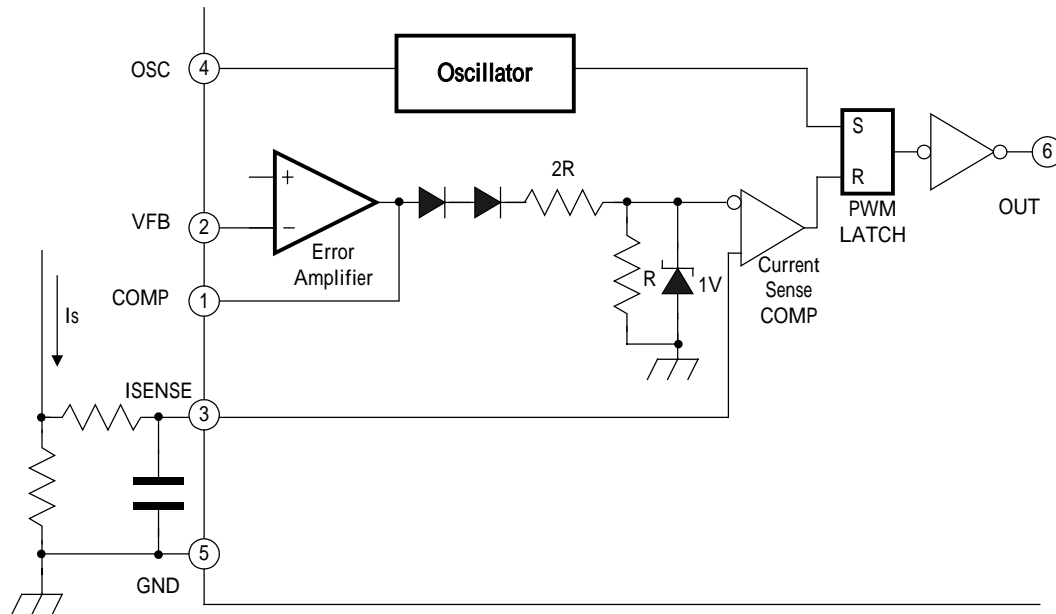 OSC
4
Oscillator
S
R
6
PWM
LATCH
OUT
2R
+
−
VFB
2
Error
Amplifier
R
1V
Current
Sense
COMP
COMP
1
Is
ISENSE
3
5
GND